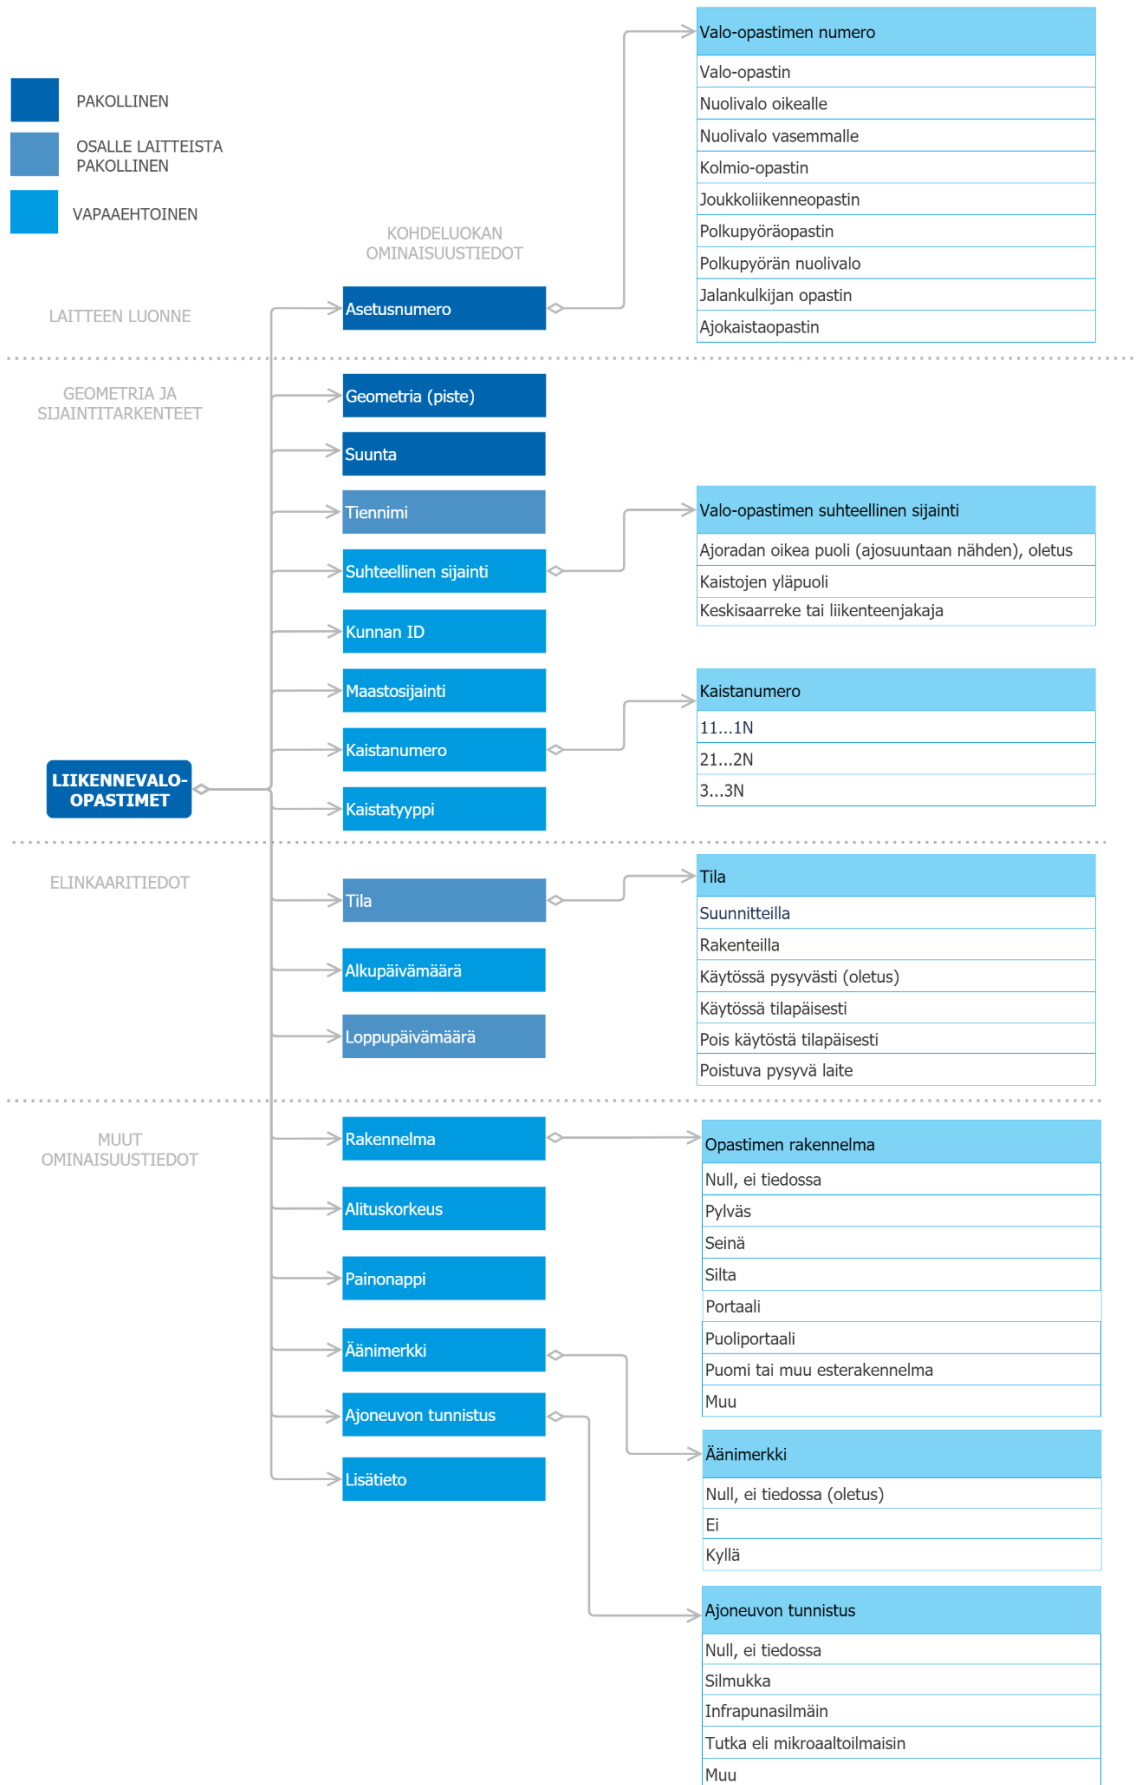 PAKOLLINEN
OSALLE LAITTEISTA
PAKOLLINEN
VAPAAEHTOINEN
KOHDELUOKAN
OMINAISUUSTIEDOT
LAITTEEN LUONNE
Asetusnumero
Valo-opastimen numero
Valo-opastin
Nuolivalo oikealle
Nuolivalo vasemmalle
Kolmio-opastin
Joukkoliikenneopastin
Polkupyöräopastin
Polkupyörän nuolivalo
Jalankulkijan opastin
Ajokaistaopastin
GEOMETRIA JA
SIJAINTITARKENTEET
Geometria (piste)
Suunta
Tiennimi
Suhteellinen sijainti
Kunnan ID
Maastosijainti
Kaistanumero
Kaistatyyppi
Valo-opastimen suhteellinen sijainti
Ajoradan oikea puoli (ajosuuntaan nähden), oletus
Kaistojen yläpuoli
Keskisaarreke tai liikenteenjakaja
Kaistanumero
11...1N
21...2N
3...3N
LIIKENNEVALO-
OPASTIMET
ELINKAARITIEDOT
Tila
Alkupäivämäärä
Loppupäivämäärä
Tila
Suunnitteilla
Rakenteilla
Käytössä pysyvästi (oletus)
Käytössä tilapäisesti
Pois käytöstä tilapäisesti
Poistuva pysyvä laite
MUUT
OMINAISUUSTIEDOT
Rakennelma
Alituskorkeus
Painonappi
Äänimerkki
Ajoneuvon tunnistus
Lisätieto
Opastimen rakennelma
Null, ei tiedossa
Pylväs
Seinä
Silta
Portaali
Puoliportaali
Puomi tai muu esterakennelma
Muu
Äänimerkki
Null, ei tiedossa (oletus)
Ei
Kyllä
Ajoneuvon tunnistus
Null, ei tiedossa
Silmukka
Infrapunasilmäin
Tutka eli mikroaaltoilmaisin
Muu